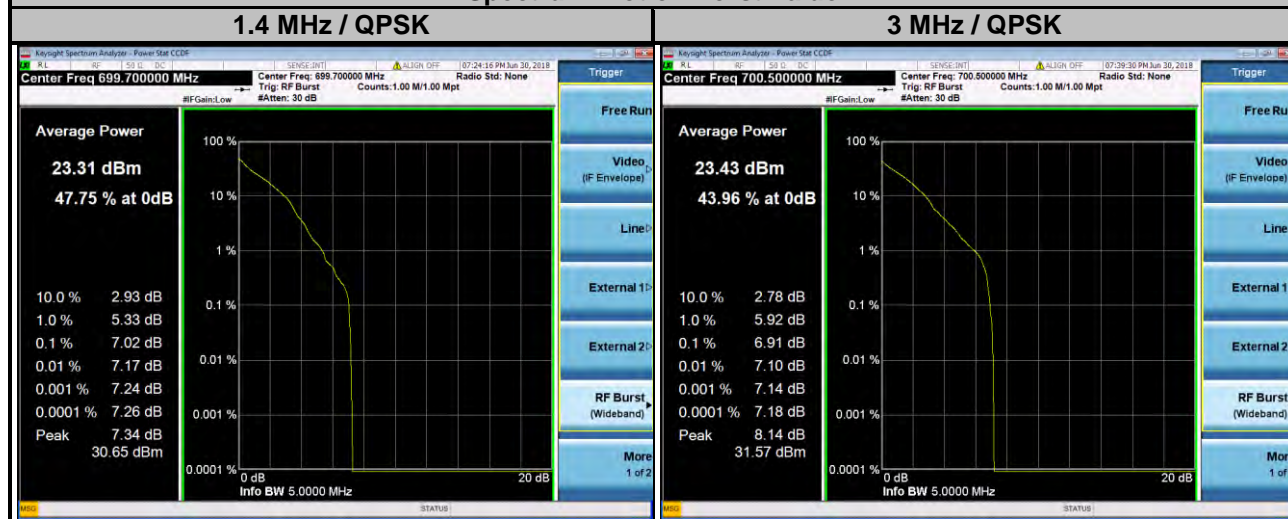 1.4 MHz / QPSK
3 MHz / QPSK
Keysight Spectrum Analyzer - Power Stat CCDF
RL RF 50 Ω DC SENSE:INT ALIGN OFF 07:24:16 PM Jun 30, 2018
Center Freq 699.700000 MHz
Center Freq: 699.700000 MHz Radio Std: None
Trig: RF Burst Counts:1.00 M/1.00 Mpt
#IFGain:Low #Atten: 30 dB
Average Power
23.31 dBm
47.75 % at 0dB
10.0 % 2.93 dB
1.0 % 5.33 dB
0.1 % 7.02 dB
0.01 % 7.17 dB
0.001 % 7.24 dB
0.0001 % 7.26 dB
Peak 7.34 dB
30.65 dBm
100 %
10 %
1 %
0.1 %
0.01 %
0.001 %
0.0001 %
0 dB 20 dB
Info BW 5.0000 MHz
Trigger
Free Run
Video
(IF Envelope)
Line
External 1
External 2
RF Burst
(Wideband)
More
1 of 2
MSG STATUS
Keysight Spectrum Analyzer - Power Stat CCDF
RL RF 50 Ω DC SENSE:INT ALIGN OFF 07:39:30 PM Jun 30, 2018
Center Freq 700.500000 MHz
Center Freq: 700.500000 MHz Radio Std: None
Trig: RF Burst Counts:1.00 M/1.00 Mpt
#IFGain:Low #Atten: 30 dB
Average Power
23.43 dBm
43.96 % at 0dB
10.0 % 2.78 dB
1.0 % 5.92 dB
0.1 % 6.91 dB
0.01 % 7.10 dB
0.001 % 7.14 dB
0.0001 % 7.18 dB
Peak 8.14 dB
31.57 dBm
100 %
10 %
1 %
0.1 %
0.01 %
0.001 %
0.0001 %
0 dB 20 dB
Info BW 5.0000 MHz
Trigger
Free Ru
Video
(IF Envelope)
Line
External 1
External 2
RF Burst
(Wideband)
Mor
1 of
MSG STATUS